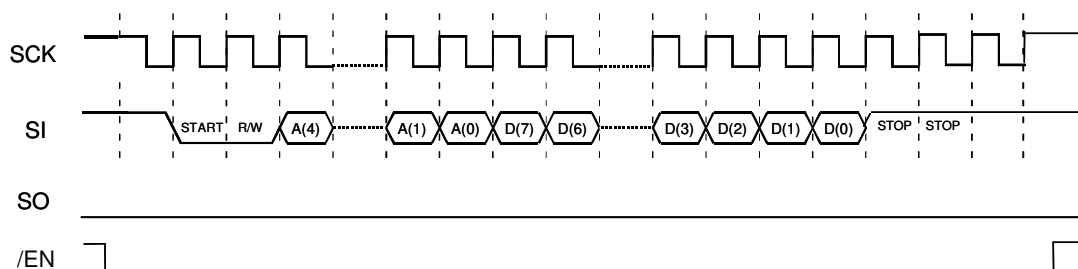 SCK
SI START R/W A(4) A(1) A(0) D(7) D(6) D(3) D(2) D(1) D(0) STOP STOP
SO
/EN